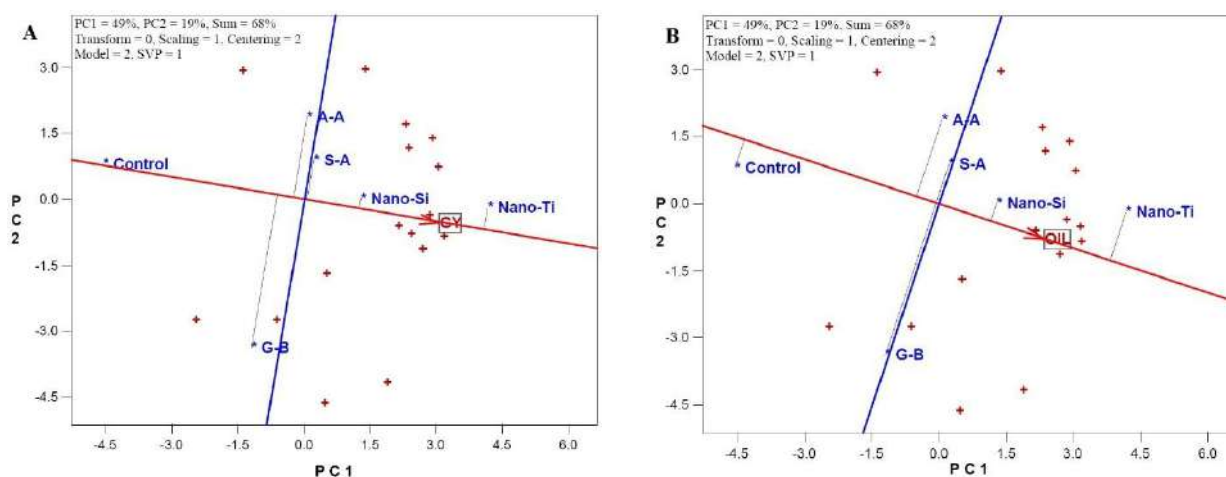 A
PC1 = 49%, PC2 = 19%, Sum = 68%
Transform = 0, Scaling = 1, Centering = 2
Model = 2, SVP = 1
3.0
1.5
0.0
-1.5
-3.0
-4.5
P
C
2
* A-A
* S-A
* Control
* Nano-Si
* Nano-Ti
GY
* G-B
-4.5 -3.0 -1.5 0.0 1.5 3.0 4.5 6.0
P C 1
B
PC1 = 49%, PC2 = 19%, Sum = 68%
Transform = 0, Scaling = 1, Centering = 2
Model = 2, SVP = 1
3.0
1.5
0.0
-1.5
-3.0
-4.5
P
C
2
* A-A
* S-A
* Control
* Nano-Si
* Nano-Ti
OIL
* G-B
-4.5 -3.0 -1.5 0.0 1.5 3.0 4.5 6.0
P C 1